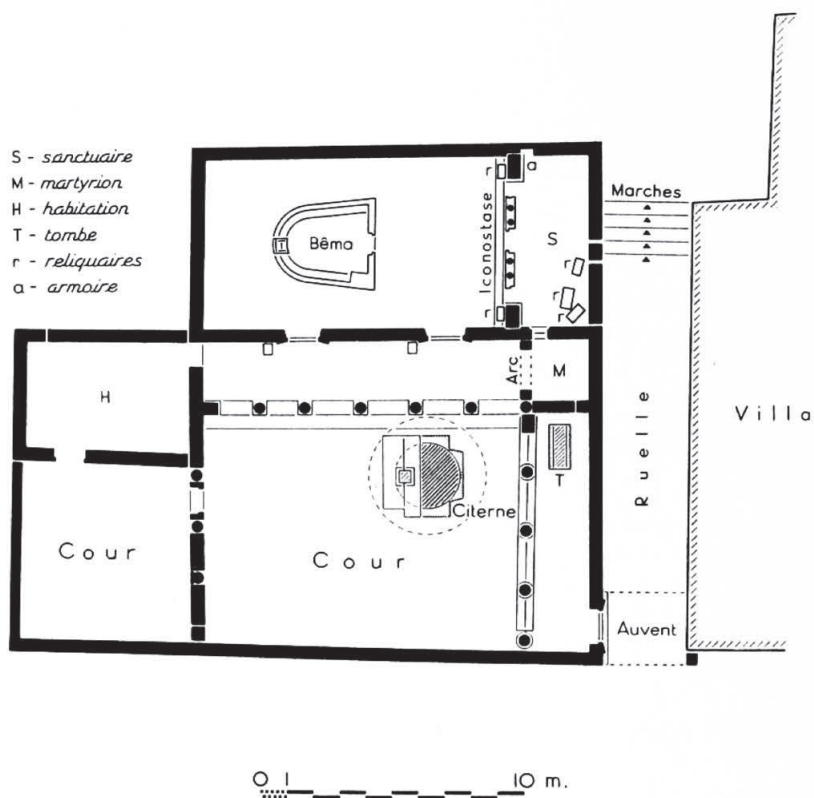 S - sanctuaire
M - martyrion
H - habitation
T - tombe
r - reliquaires
a - armoire
Marches
r
a
Iconostase
S
Bêma
r
r
r
r
H
Arc
M
Ruelle
Villa
T
Citerne
Cour
Cour
Auvent
0 1 10 m.